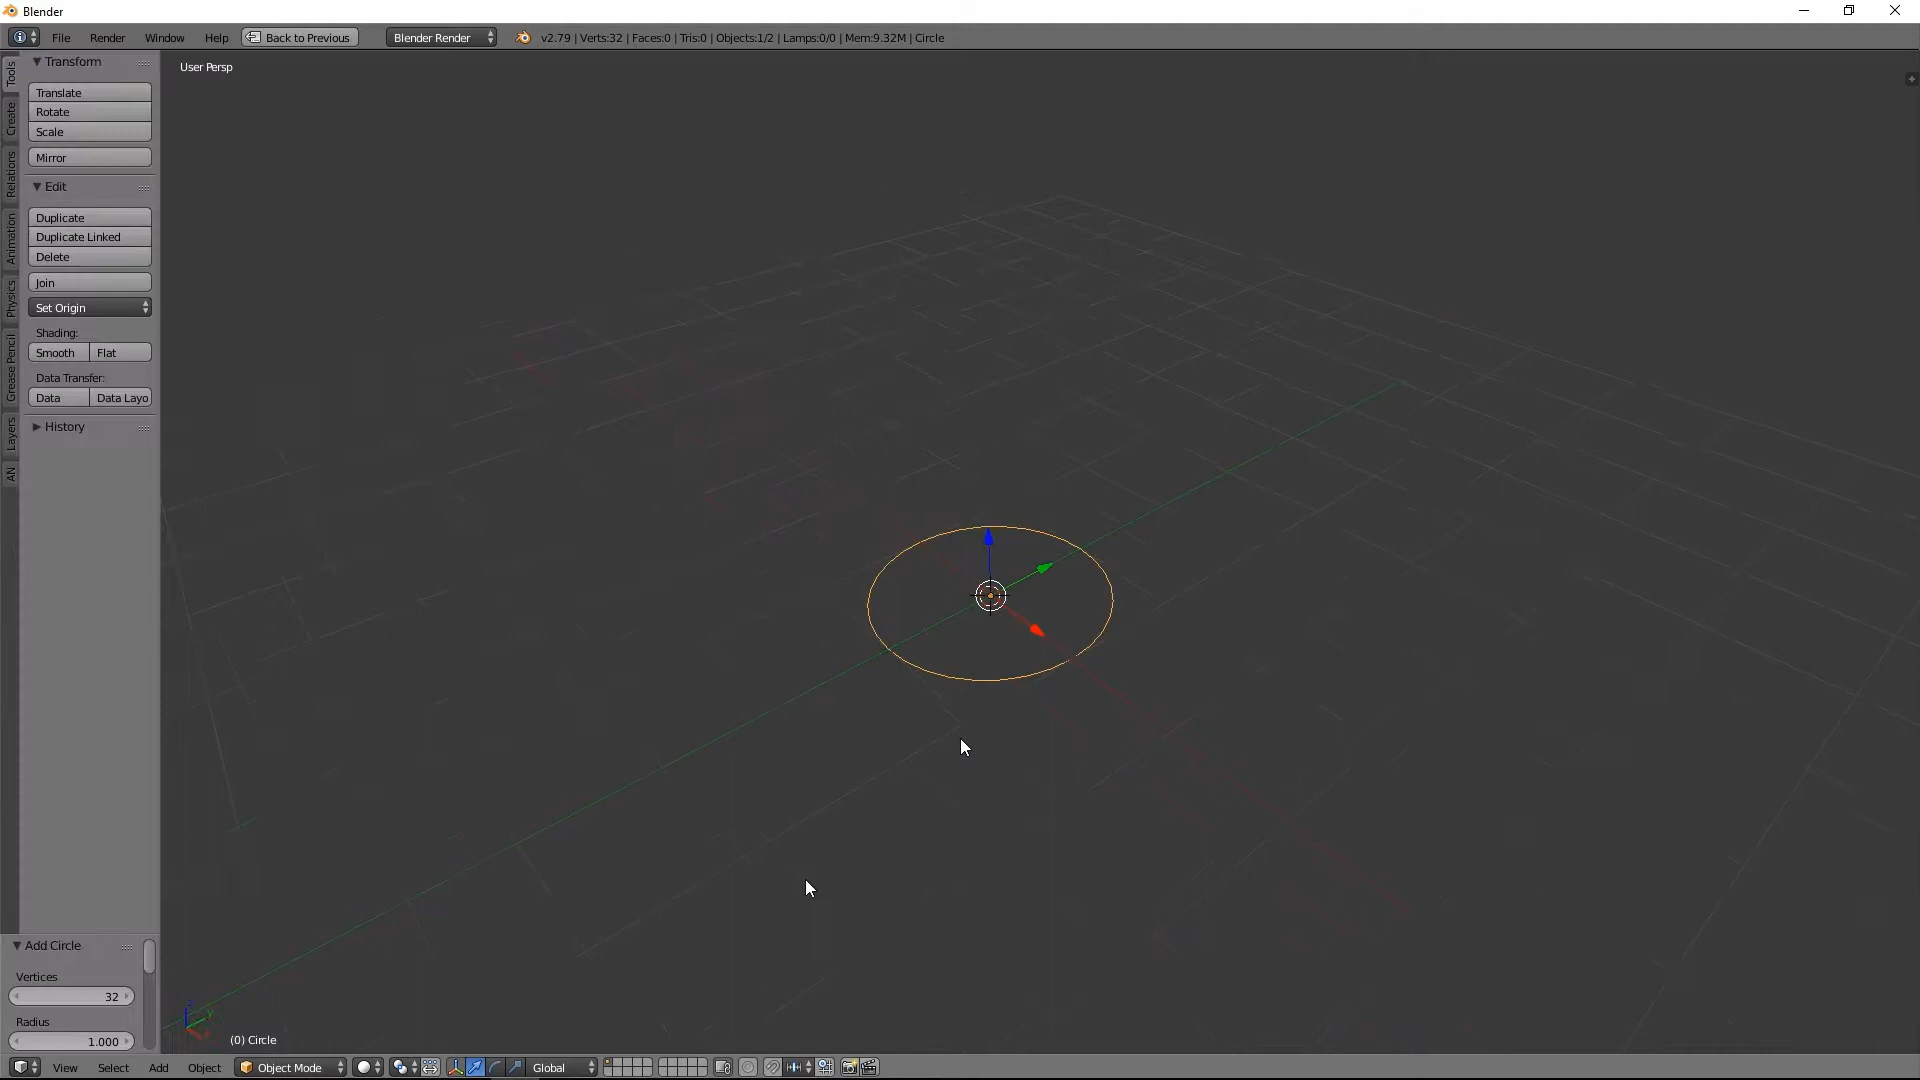 Blender
File Render Window Help Back to Previous Blender Render v2.79 | Verts:32 | Faces:0 | Tris:0 | Objects:1/2 | Lamps:0/0 | Mem:9.32M | Circle
Tools
Create
Relations
Animation
Physics
Grease Pencil
Layers
AN
Transform
Translate
Rotate
Scale
Mirror
Edit
Duplicate
Duplicate Linked
Delete
Join
Set Origin
Shading:
Smooth Flat
Data Transfer:
Data Data Layo
History
User Persp
Add Circle
Vertices
32
Radius
1.000
(0) Circle
View Select Add Object Object Mode Global